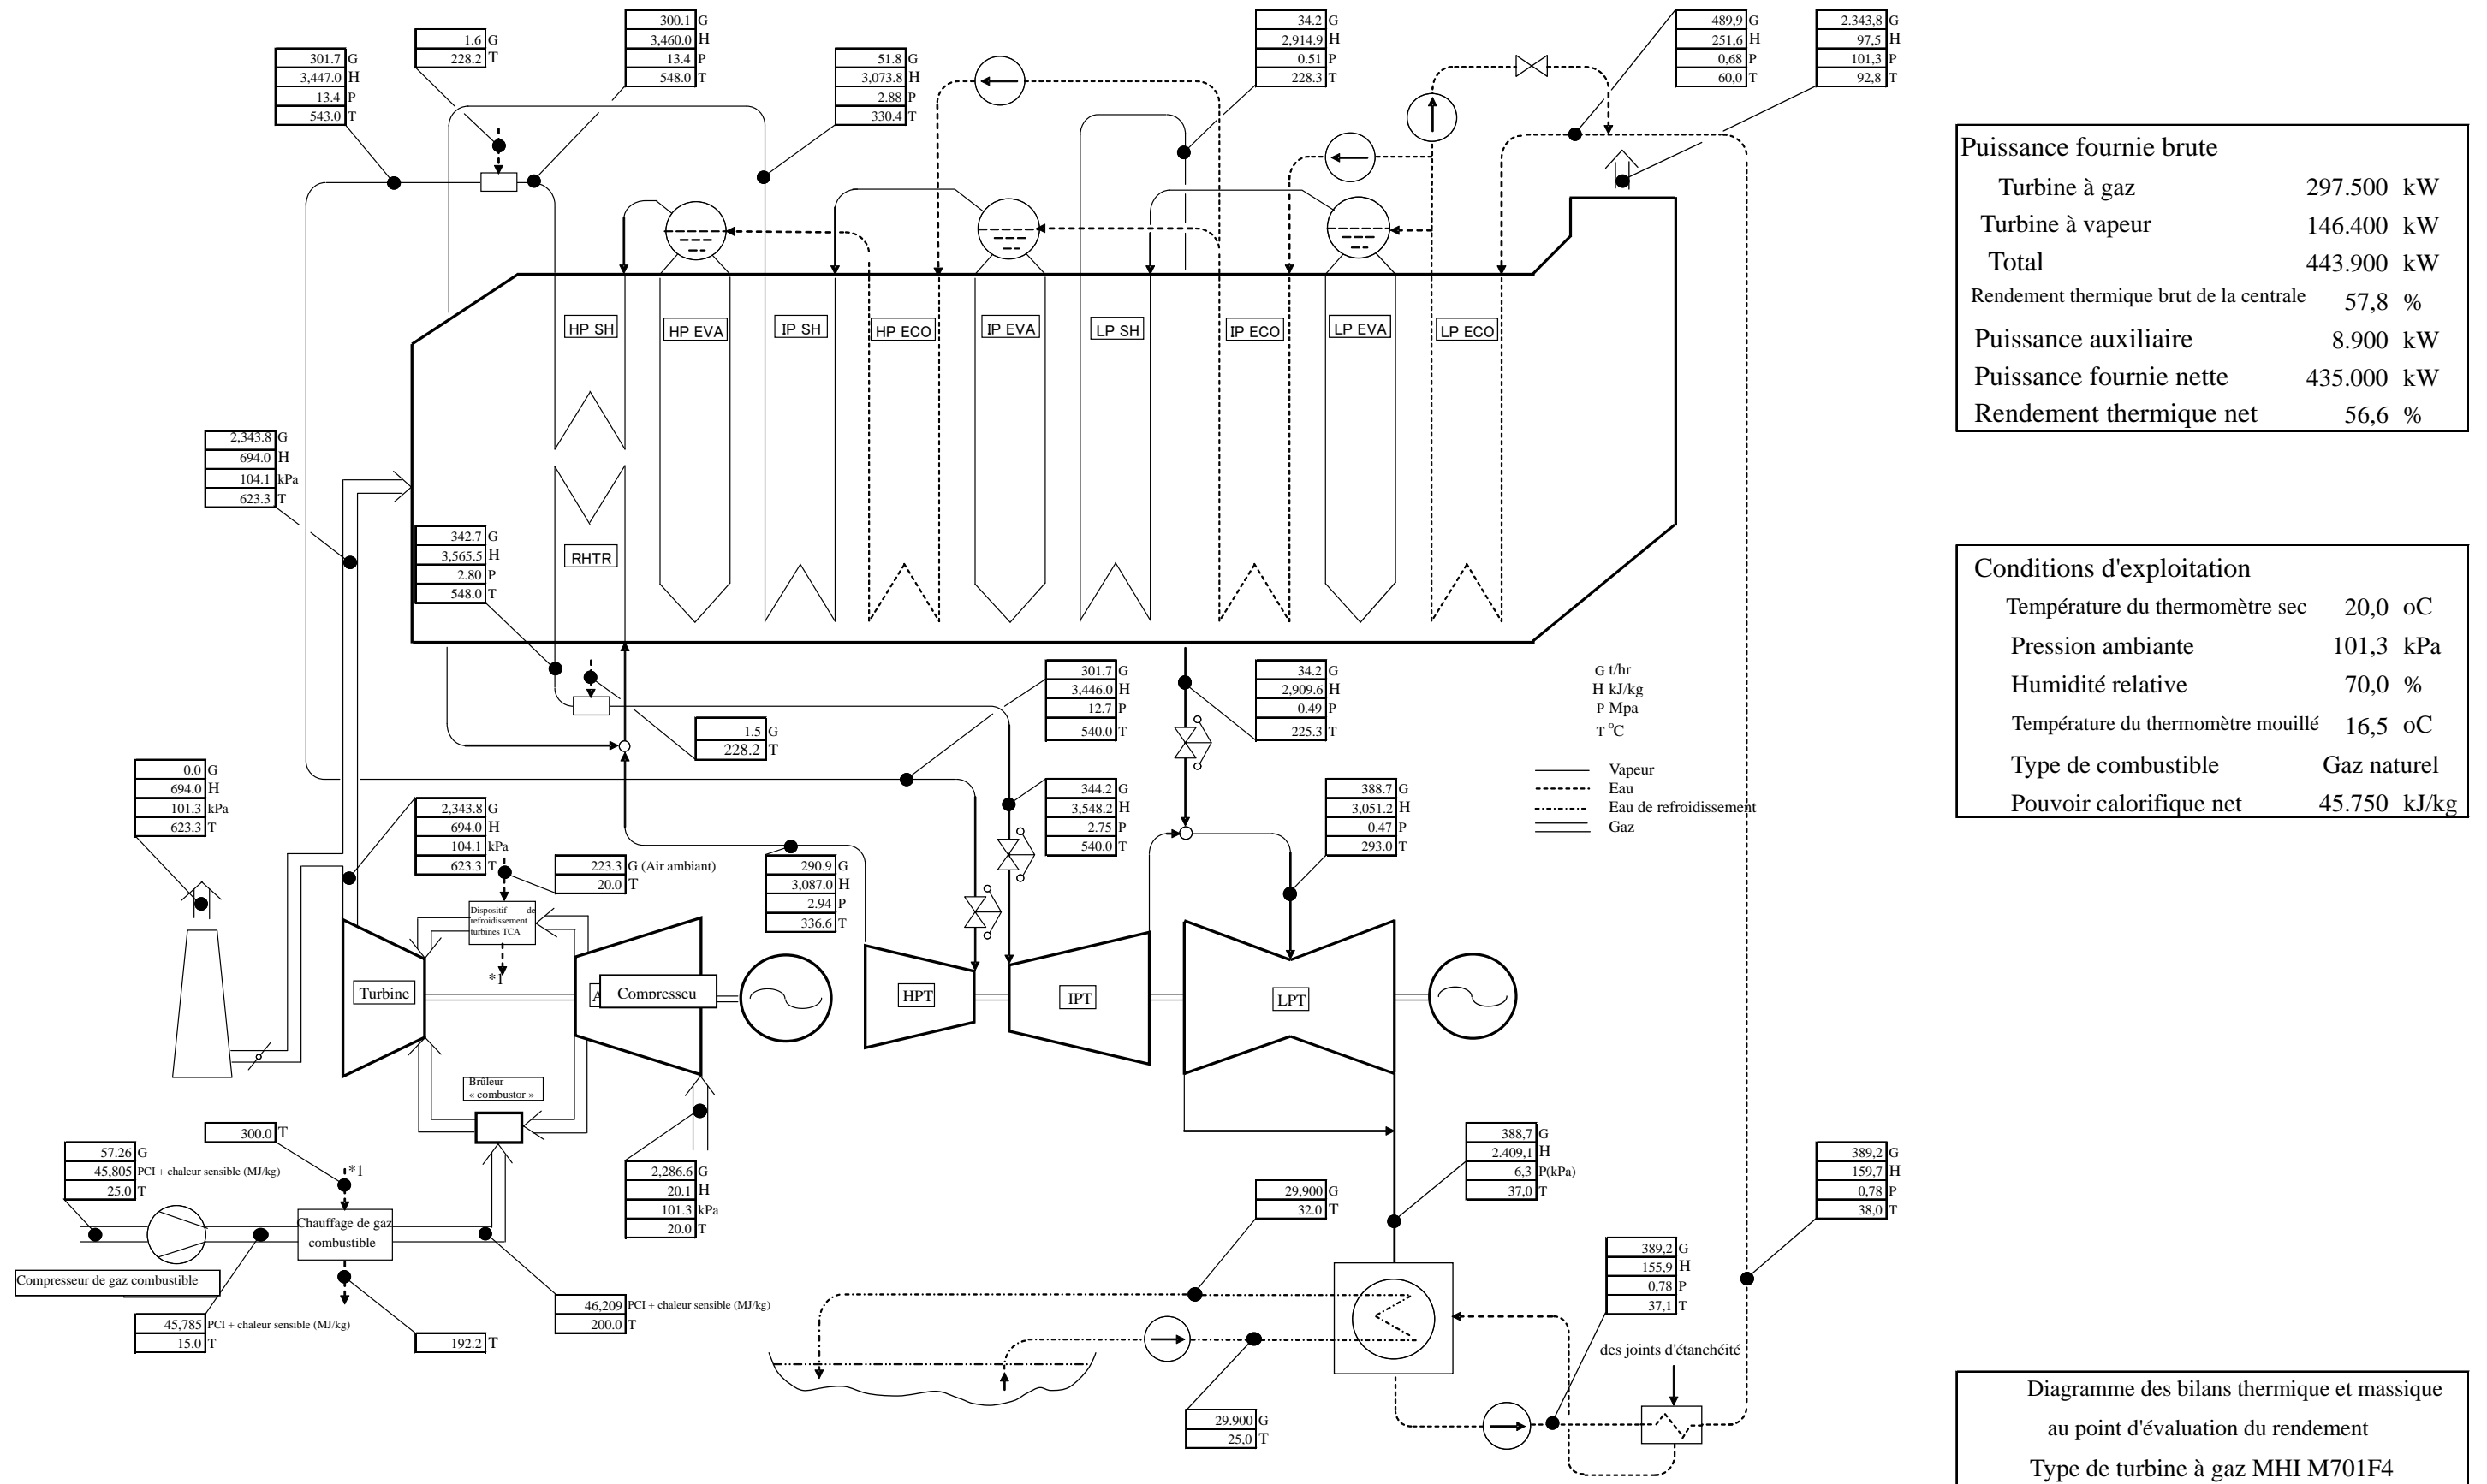 301.7 G
3,447.0 H
13.4 P
543.0 T
1.6 G
228.2 T
300.1 G
3,460.0 H
13.4 P
548.0 T
51.8 G
3,073.8 H
2.88 P
330.4 T
34.2 G
2,914.9 H
0.51 P
228.3 T
489,9 G
251,6 H
0,68 P
60,0 T
2.343,8 G
97,5 H
101,3 P
92,8 T
Puissance fournie brute
Turbine à gaz 297.500 kW
Turbine à vapeur 146.400 kW
Total 443.900 kW
Rendement thermique brut de la centrale 57,8 %
Puissance auxiliaire 8.900 kW
Puissance fournie nette 435.000 kW
Rendement thermique net 56,6 %
HP SH
HP EVA
IP SH
HP ECO
IP EVA
LP SH
IP ECO
LP EVA
LP ECO
2,343.8 G
694.0 H
104.1 kPa
623.3 T
342.7 G
3,565.5 H
2.80 P
548.0 T
RHTR
Conditions d'exploitation
Température du thermomètre sec 20,0 oC
Pression ambiante 101,3 kPa
Humidité relative 70,0 %
Température du thermomètre mouillé 16,5 oC
Type de combustible Gaz naturel
Pouvoir calorifique net 45.750 kJ/kg
1.5 G
228.2 T
301.7 G
3,446.0 H
12.7 P
540.0 T
34.2 G
2,909.6 H
0.49 P
225.3 T
G t/hr
H kJ/kg
P Mpa
T °C
Vapeur
Eau
Eau de refroidissement
Gaz
0.0 G
694.0 H
101.3 kPa
623.3 T
2,343.8 G
694.0 H
104.1 kPa
623.3 T
223.3 G (Air ambiant)
20.0 T
290.9 G
3,087.0 H
2.94 P
336.6 T
344.2 G
3,548.2 H
2.75 P
540.0 T
388.7 G
3,051.2 H
0.47 P
293.0 T
Dispositif de
refroidissement
turbines TCA
*1
Turbine
A
Compresseu
HPT
IPT
LPT
Brûleur
« combustor »
300.0 T
*1
57.26 G
45,805 PCI + chaleur sensible (MJ/kg)
25.0 T
Chauffage de gaz
combustible
Compresseur de gaz combustible
45,785 PCI + chaleur sensible (MJ/kg)
15.0 T
192.2 T
46,209 PCI + chaleur sensible (MJ/kg)
200.0 T
2,286.6 G
20.1 H
101.3 kPa
20.0 T
29,900 G
32.0 T
388,7 G
2.409,1 H
6,3 P(kPa)
37,0 T
389,2 G
159,7 H
0,78 P
38,0 T
389,2 G
155,9 H
0,78 P
37,1 T
29.900 G
25,0 T
des joints d'étanchéité
Diagramme des bilans thermique et massique
au point d'évaluation du rendement
Type de turbine à gaz MHI M701F4